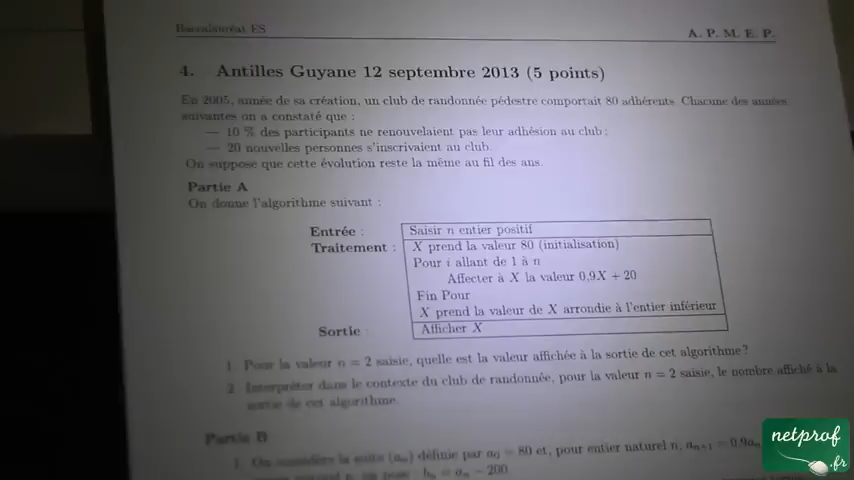 Baccalauréat ES
A. P. M. E. P.
4. Antilles Guyane 12 septembre 2013 (5 points)
En 2005, année de sa création, un club de randonnée pédestre comportait 80 adhérents. Chacune des années
suivantes on a constaté que :
— 10 % des participants ne renouvelaient pas leur adhésion au club ;
— 20 nouvelles personnes s'inscrivaient au club.
On suppose que cette évolution reste la même au fil des ans.
Partie A
On donne l'algorithme suivant :
Entrée : Saisir n entier positif
Traitement : X prend la valeur 80 (initialisation)
Pour i allant de 1 à n
Affecter à X la valeur 0,9X + 20
Fin Pour
X prend la valeur de X arrondie à l'entier inférieur
Sortie : Afficher X
1. Pour la valeur n = 2 saisie, quelle est la valeur affichée à la sortie de cet algorithme ?
2. Interpréter dans le contexte du club de randonnée, pour la valeur n = 2 saisie, le nombre affiché à la
sortie de cet algorithme.
Partie B
1. On considère la suite (aₙ) définie par a₀ = 80 et, pour entier naturel n, aₙ₊₁ = 0,9aₙ
bₙ = aₙ − 200
netprof
.fr